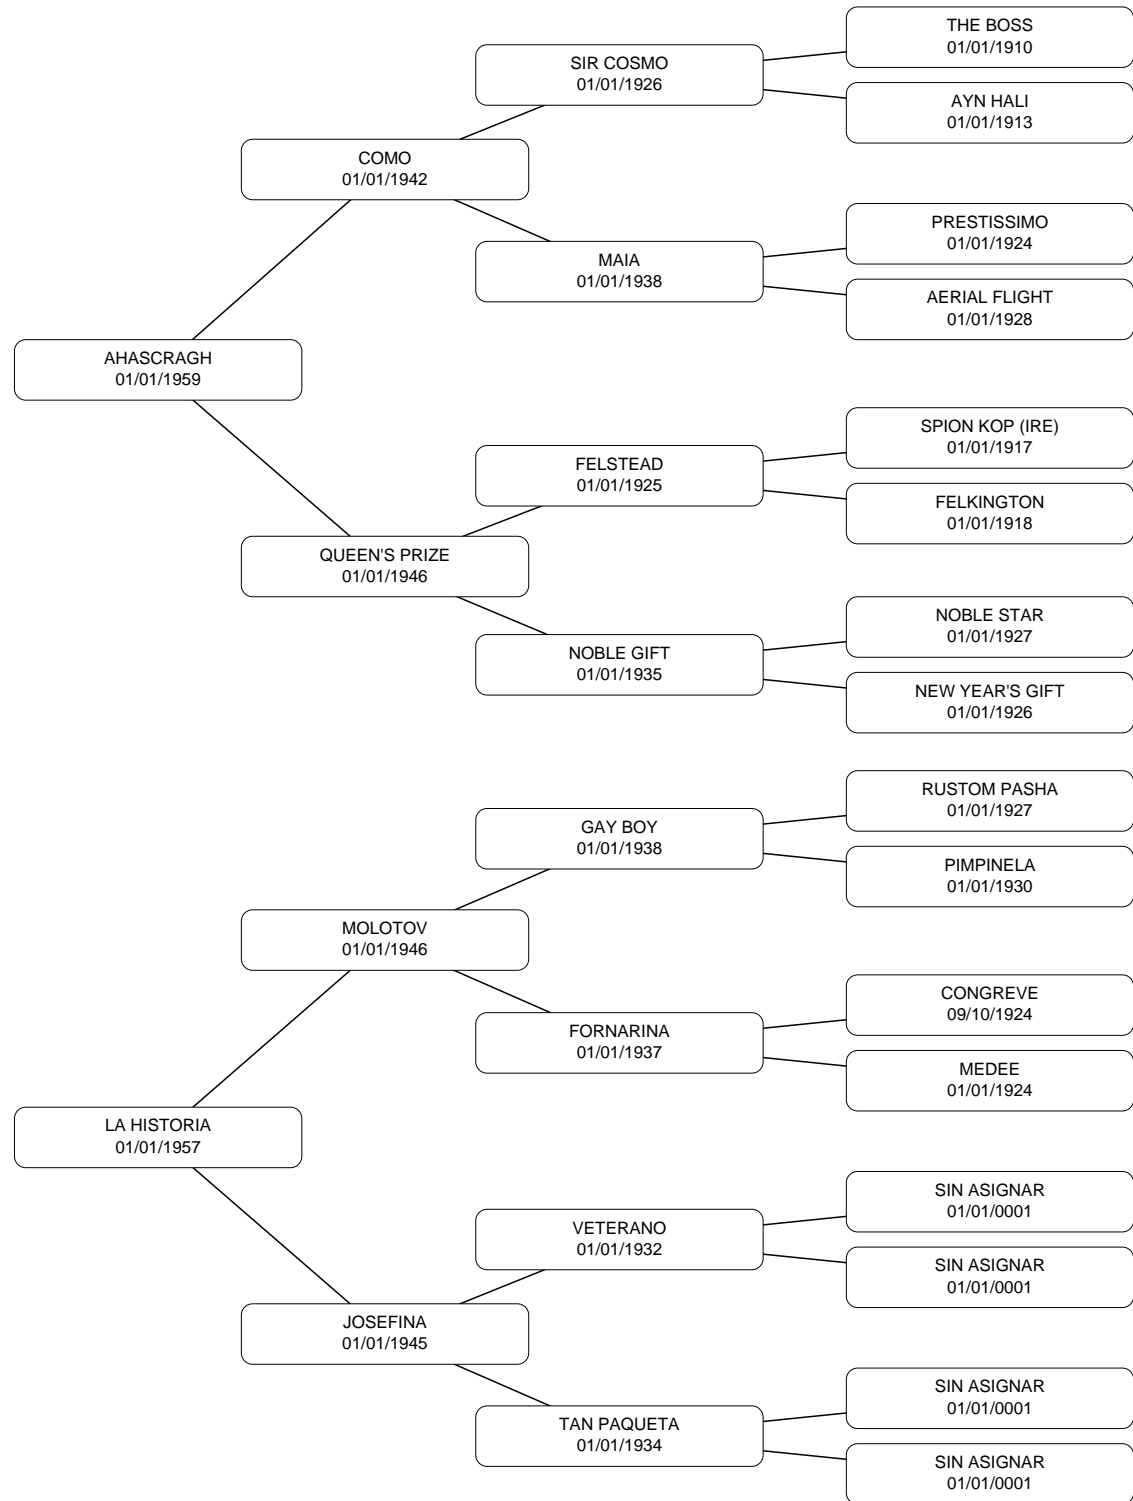 THE BOSS
01/01/1910
SIR COSMO
01/01/1926
AYN HALI
01/01/1913
COMO
01/01/1942
PRESTISSIMO
01/01/1924
MAIA
01/01/1938
AERIAL FLIGHT
01/01/1928
AHASCRAGH
01/01/1959
SPION KOP (IRE)
01/01/1917
FELSTEAD
01/01/1925
FELKINGTON
01/01/1918
QUEEN'S PRIZE
01/01/1946
NOBLE STAR
01/01/1927
NOBLE GIFT
01/01/1935
NEW YEAR'S GIFT
01/01/1926
RUSTOM PASHA
01/01/1927
GAY BOY
01/01/1938
PIMPINELA
01/01/1930
MOLOTOV
01/01/1946
CONGREVE
09/10/1924
FORNARINA
01/01/1937
MEDEE
01/01/1924
LA HISTORIA
01/01/1957
SIN ASIGNAR
01/01/0001
VETERANO
01/01/1932
SIN ASIGNAR
01/01/0001
JOSEFINA
01/01/1945
SIN ASIGNAR
01/01/0001
TAN PAQUETA
01/01/1934
SIN ASIGNAR
01/01/0001